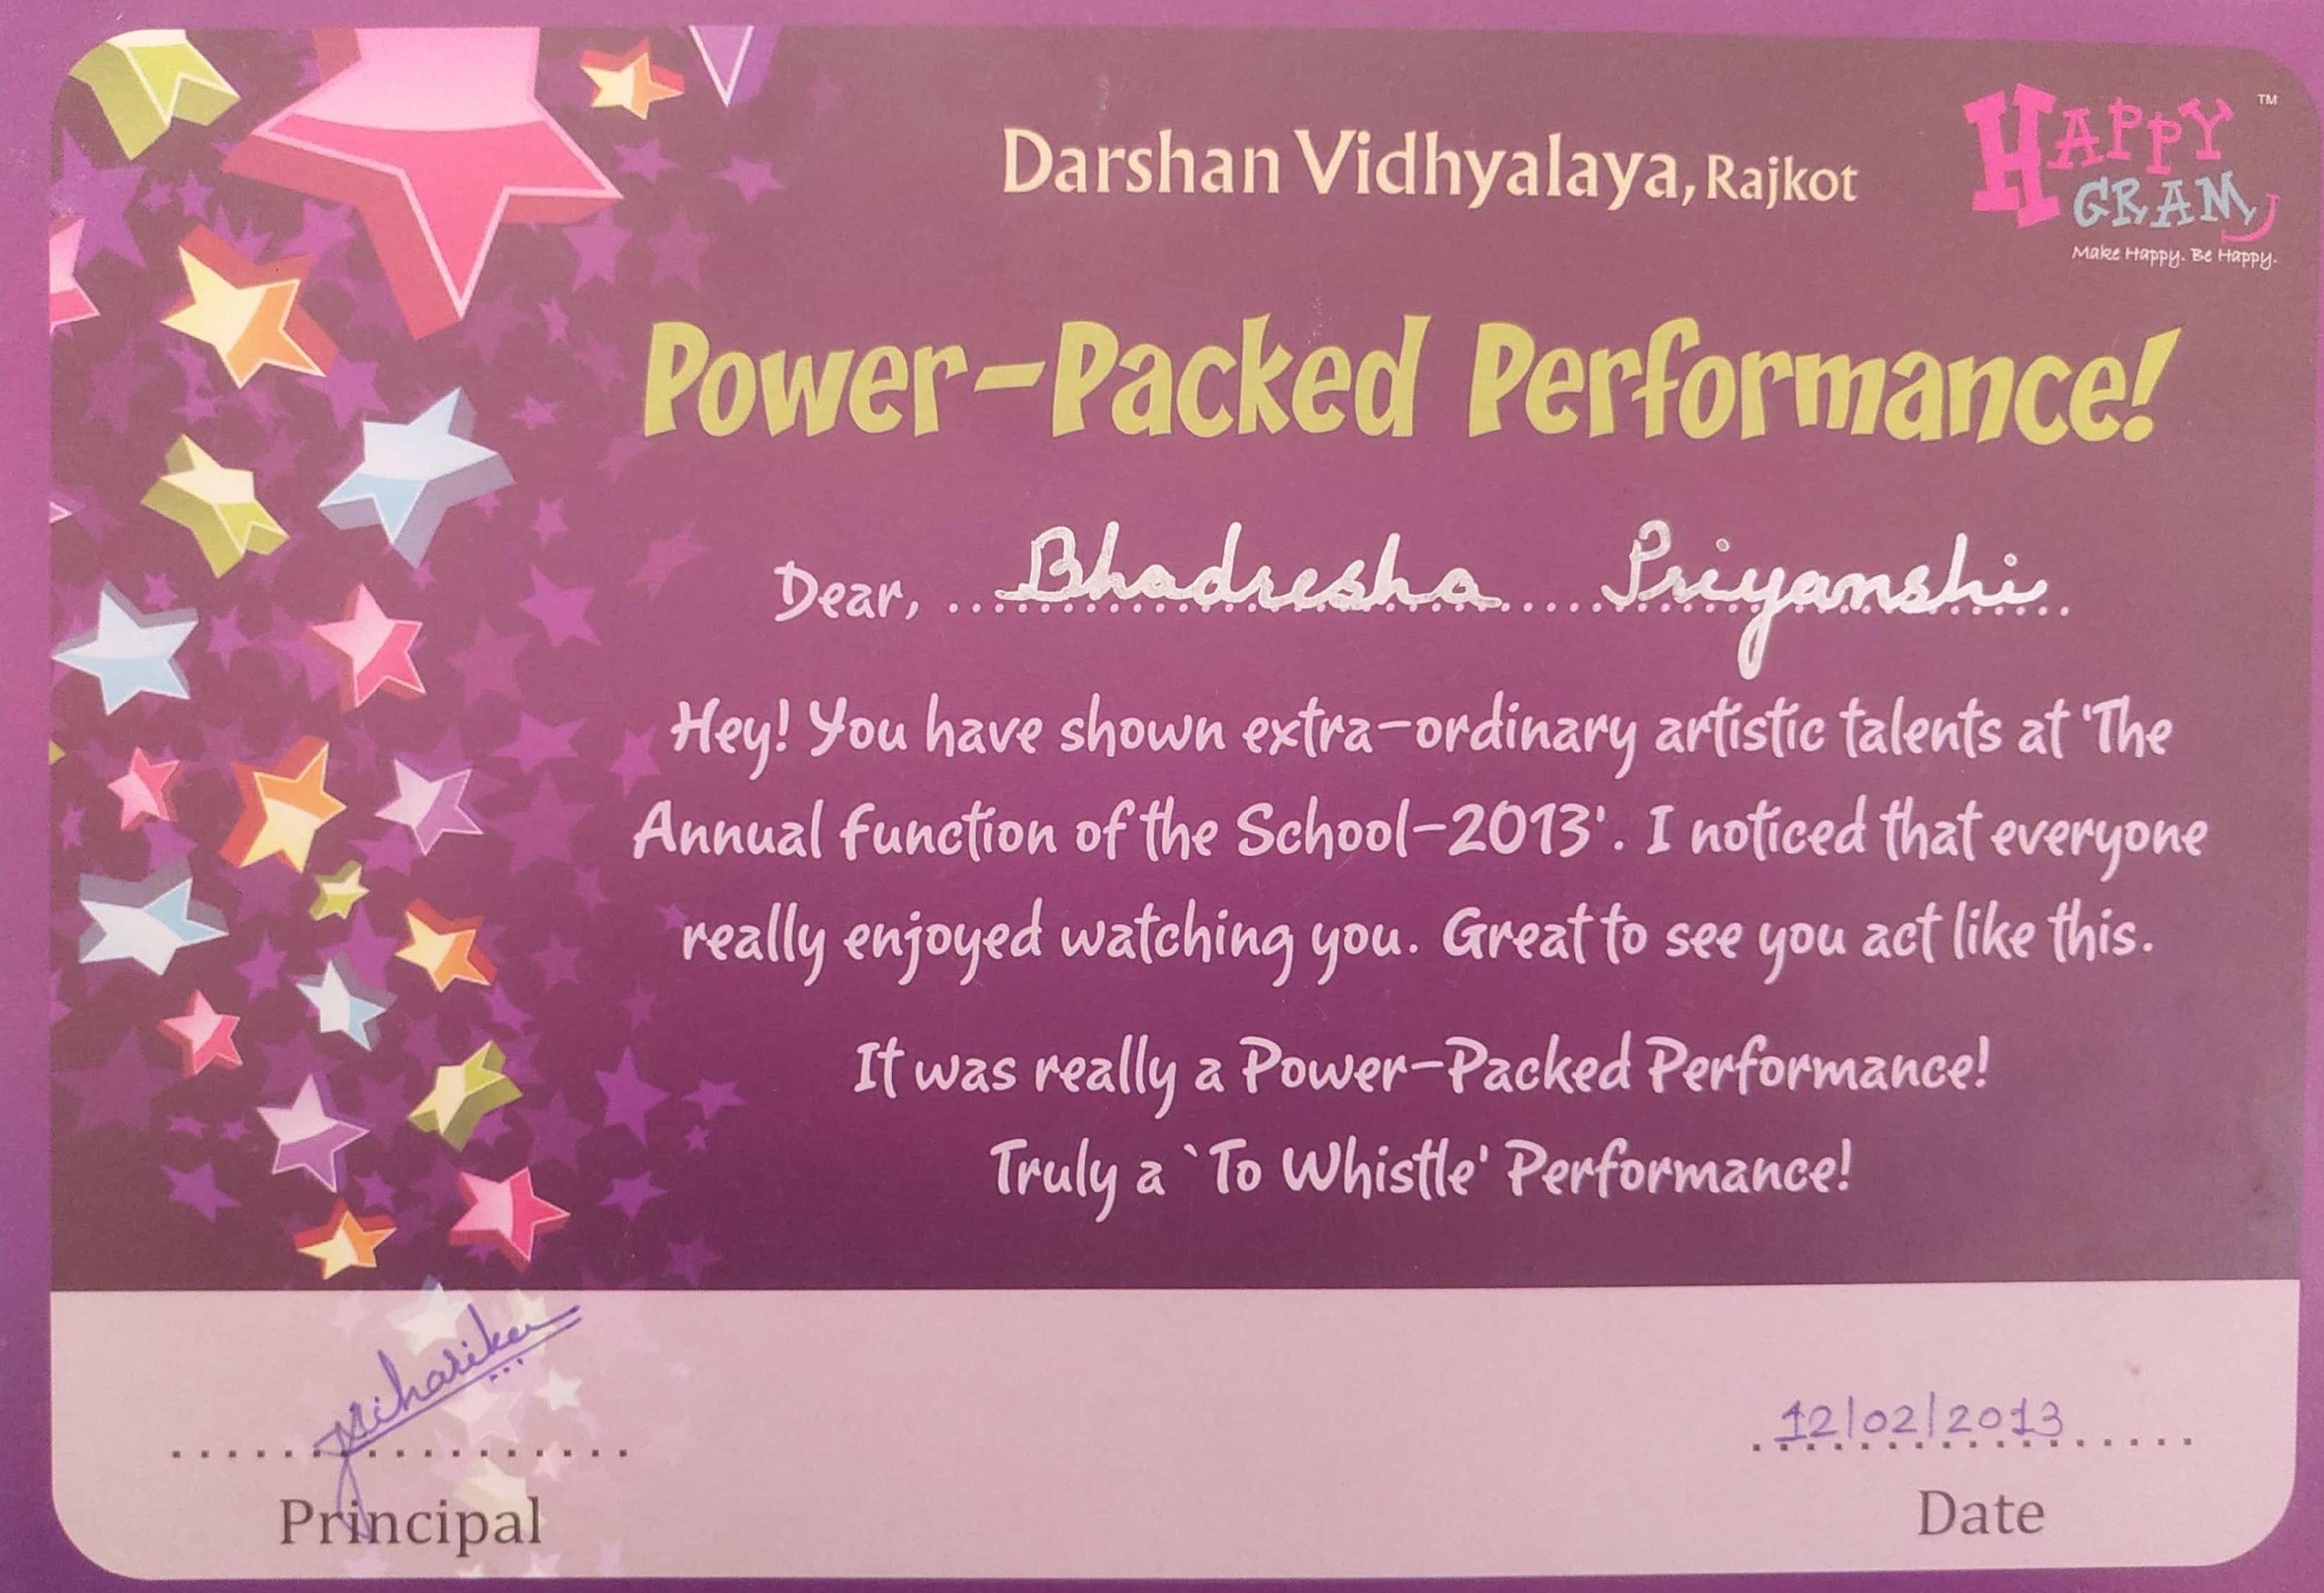 Darshan Vidhyalaya, Rajkot
HAPPY
GRAM
TM
Make Happy. Be Happy.
Power-Packed Performance!
Dear, Bhadresha Priyanshi
Hey! You have shown extra-ordinary artistic talents at 'The
Annual function of the School-2013'. I noticed that everyone
really enjoyed watching you. Great to see you act like this.
It was really a Power-Packed Performance!
Truly a `To Whistle' Performance!
12/02/2013
Principal
Date